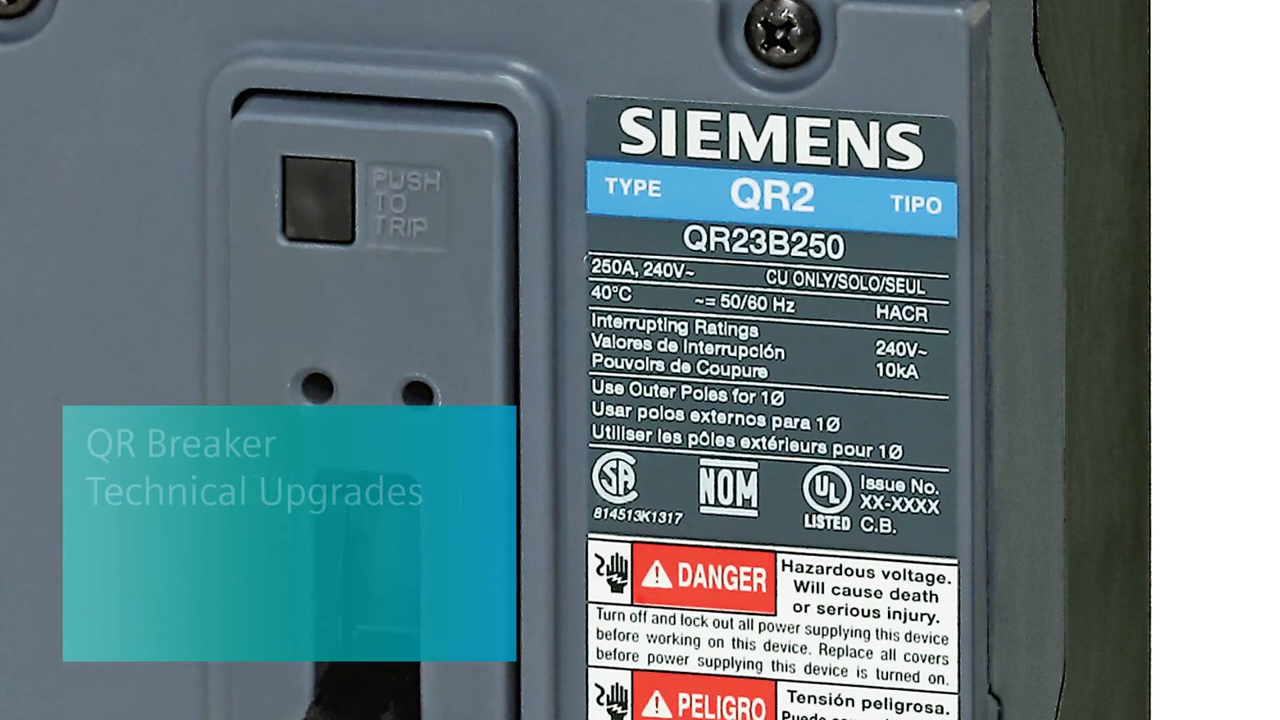 PUSH
TO
TRIP
SIEMENS
TYPE QR2 TIPO
QR23B250
250A, 240V~ CU ONLY/SOLO/SEUL
40°C ~= 50/60 Hz HACR
Interrupting Ratings
Valores de Interrupción 240V~
Pouvoirs de Coupure 10kA
Use Outer Poles for 1Ø
Usar polos externos para 1Ø
Utiliser les pôles extérieurs pour 1Ø
QR Breaker
Technical Upgrades
SA NOM UL Issue No.
XX-XXXX
814513K1317 LISTED C.B.
DANGER
Hazardous voltage.
Will cause death
or serious injury.
Turn off and lock out all power supplying this device
before working on this device. Replace all covers
before power supplying this device is turned on.
PELIGRO
Tensión peligrosa.